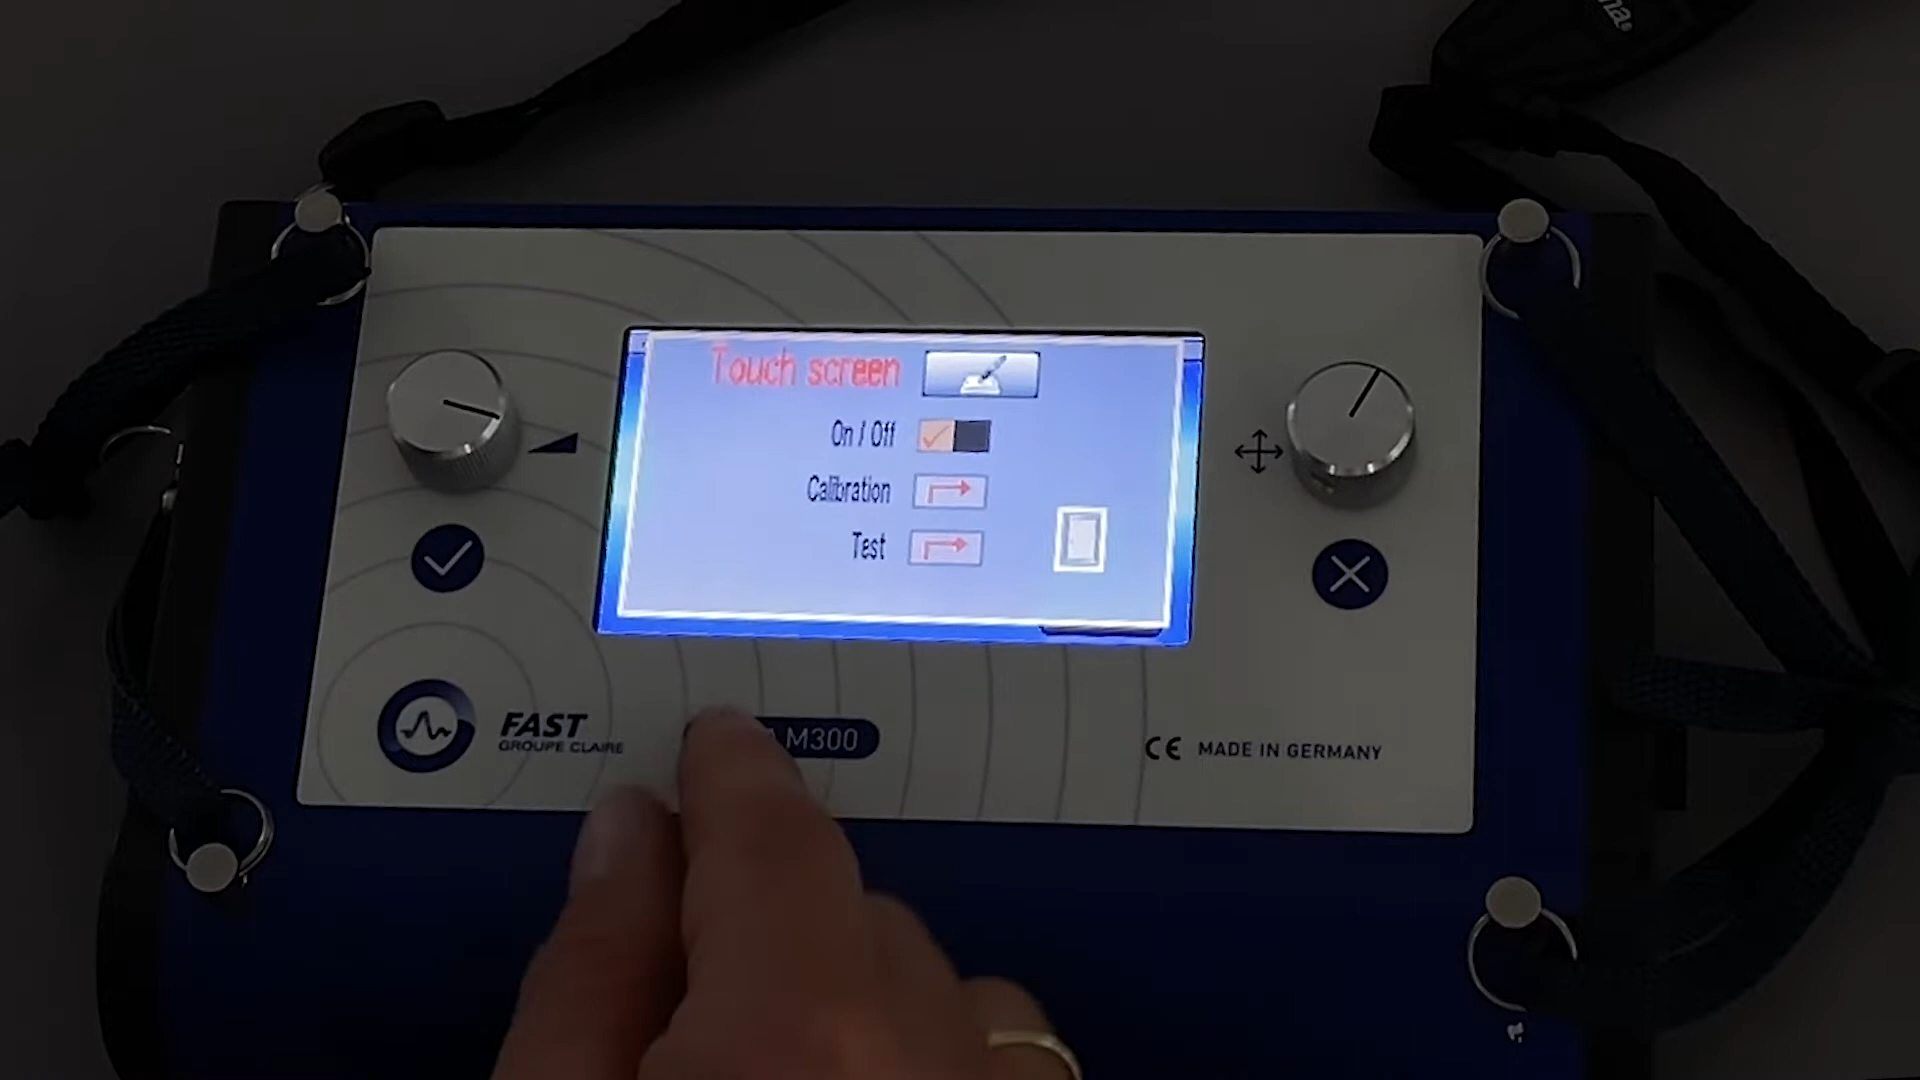 Touch screen
On / Off
Calibration
Test
FAST
GROUPE CLAIRE
M300
CE MADE IN GERMANY